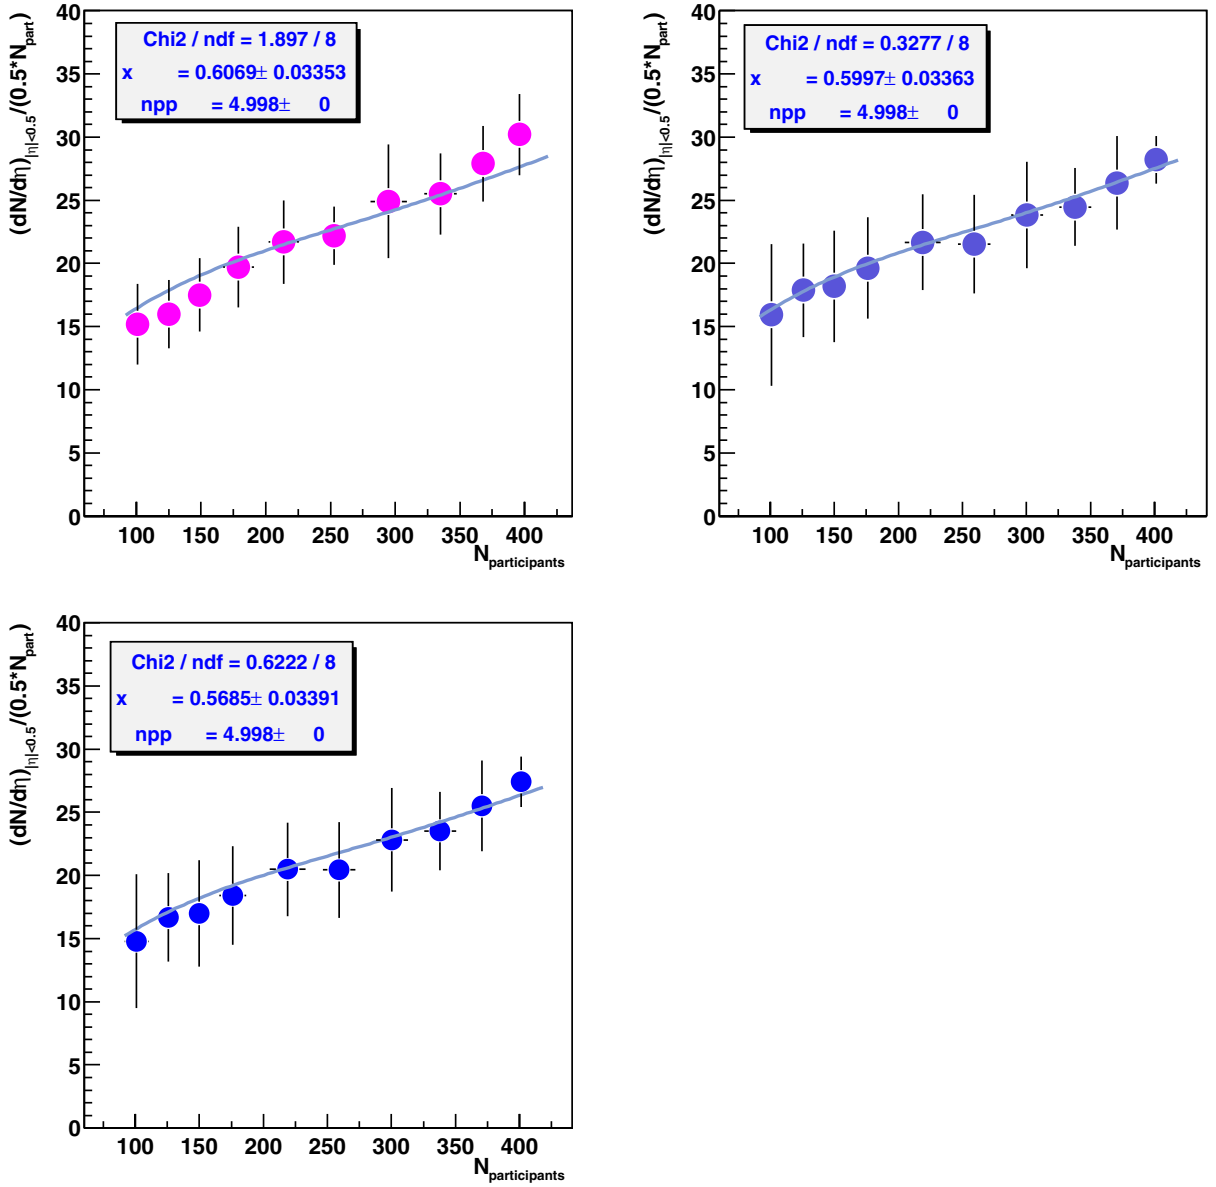 (dN/dη)|η|<0.5/(0.5*Npart)
40
35
30
25
20
15
10
5
0
Chi2 / ndf = 1.897 / 8
x = 0.6069± 0.03353
npp = 4.998± 0
100 150 200 250 300 350 400
Nparticipants
(dN/dη)|η|<0.5/(0.5*Npart)
40
35
30
25
20
15
10
5
0
Chi2 / ndf = 0.3277 / 8
x = 0.5997± 0.03363
npp = 4.998± 0
100 150 200 250 300 350 400
Nparticipants
(dN/dη)|η|<0.5/(0.5*Npart)
40
35
30
25
20
15
10
5
0
Chi2 / ndf = 0.6222 / 8
x = 0.5685± 0.03391
npp = 4.998± 0
100 150 200 250 300 350 400
Nparticipants